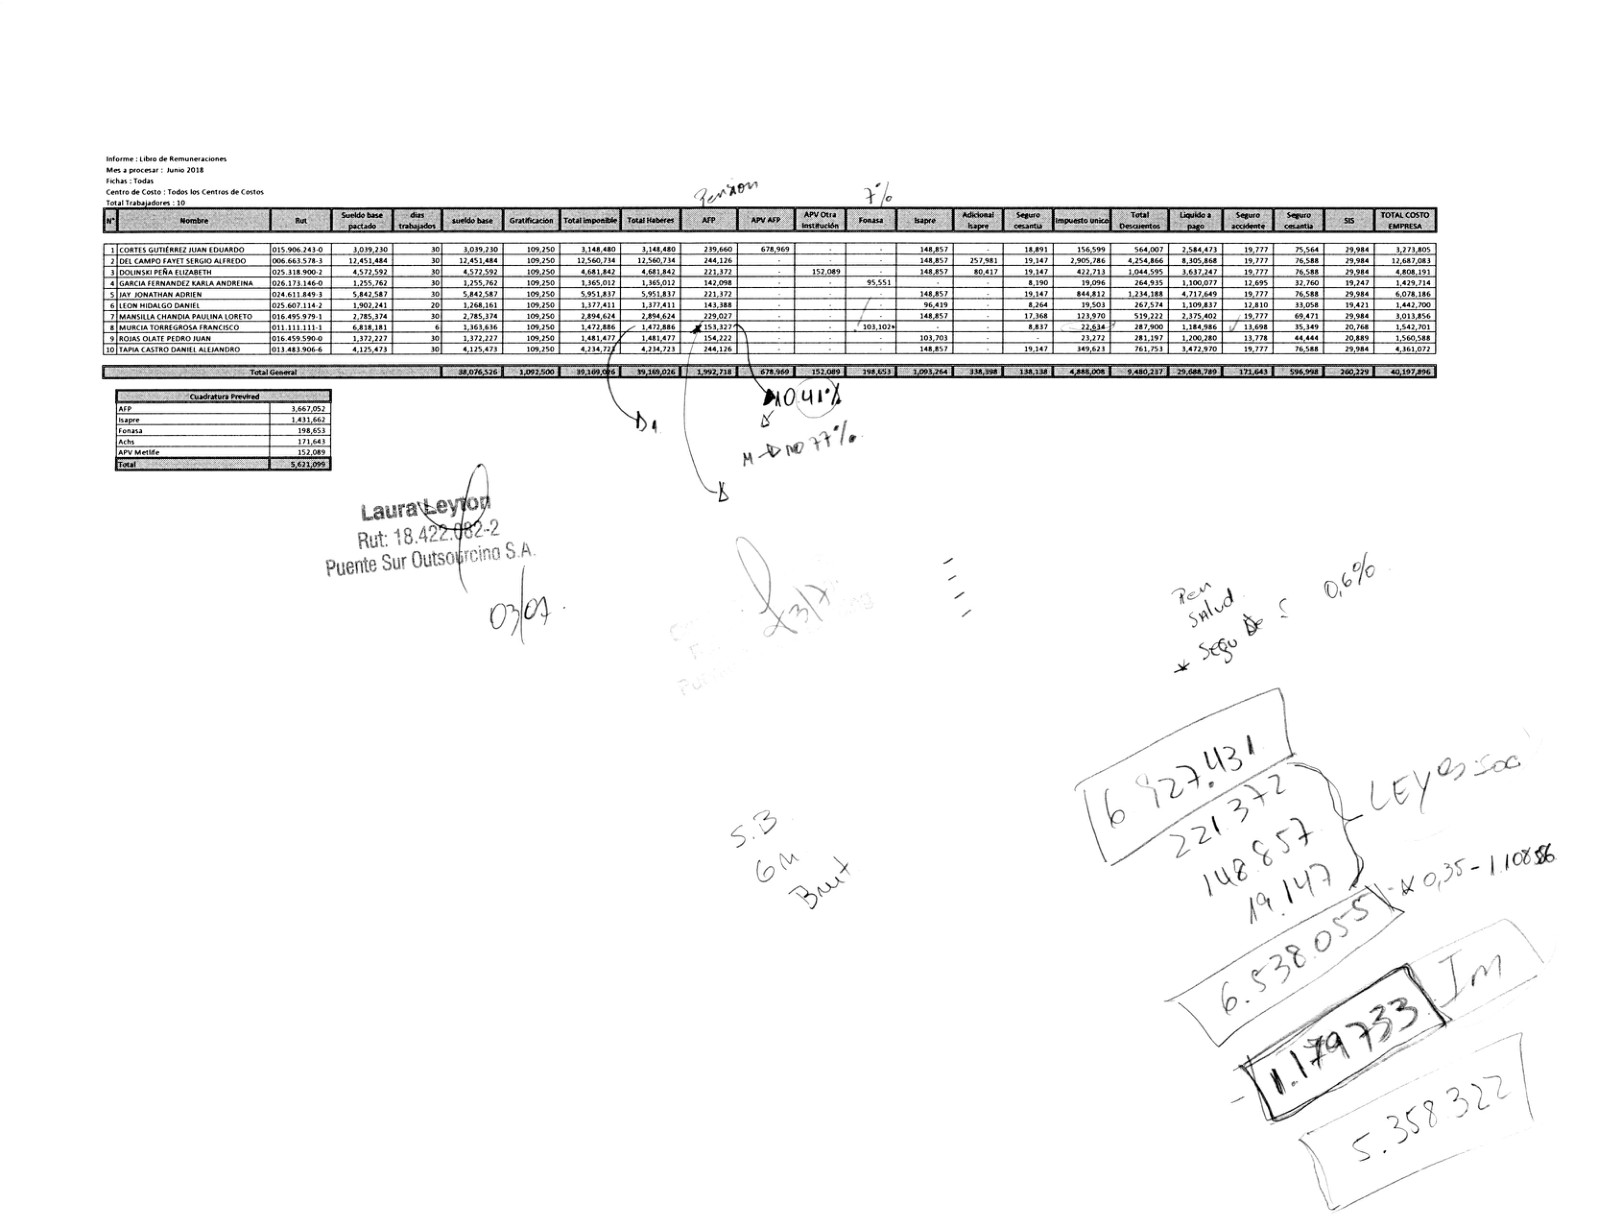 Informe : Libro de Remuneraciones
Mes a procesar : Junio 2018
Fichas : Todas
Centro de Costo : Todos los Centros de Costos
Total Trabajadores : 10
Pension 7%
N° Nombre Rut Sueldo base pactado dias trabajados sueldo base Gratificación Total imponible Total Haberes AFP APV AFP APV Otra Institución Fonasa Isapre Adicional Isapre Seguro cesantía Impuesto único Total Descuentos Liquido a pago Seguro accidente Seguro cesantía SIS TOTAL COSTO EMPRESA
1 CORTES GUTIÉRREZ JUAN EDUARDO 015.906.243-0 3,039,230 30 3,039,230 109,250 3,148,480 3,148,480 239,660 678,969 - - 148,857 - 18,891 156,599 564,007 2,584,473 19,777 75,564 29,984 3,273,805
2 DEL CAMPO FAYET SERGIO ALFREDO 006.663.578-3 12,451,484 30 12,451,484 109,250 12,560,734 12,560,734 244,126 - - - 148,857 257,981 19,147 2,905,786 4,254,866 8,305,868 19,777 76,588 29,984 12,687,083
3 DOLINSKI PEÑA ELIZABETH 025.318.900-2 4,572,592 30 4,572,592 109,250 4,681,842 4,681,842 221,372 - 152,089 - 148,857 80,417 19,147 422,713 1,044,595 3,637,247 19,777 76,588 29,984 4,808,191
4 GARCIA FERNANDEZ KARLA ANDREINA 026.173.146-0 1,255,762 30 1,255,762 109,250 1,365,012 1,365,012 142,098 - - 95,551 - 8,190 19,096 264,935 1,100,077 12,695 32,760 19,247 1,429,714
5 JAY JONATHAN ADRIEN 024.611.849-3 5,842,587 30 5,842,587 109,250 5,951,837 5,951,837 221,372 - - - 148,857 - 19,147 844,812 1,234,188 4,717,649 19,777 76,588 29,984 6,078,186
6 LEON HIDALGO DANIEL 025.607.114-2 1,902,241 20 1,268,161 109,250 1,377,411 1,377,411 143,388 - - 96,419 - 8,264 19,503 267,574 1,109,837 12,810 33,058 19,421 1,442,700
7 MANSILLA CHANDIA PAULINA LORETO 016.495.979-1 2,785,374 30 2,785,374 109,250 2,894,624 2,894,624 229,027 - - - 148,857 - 17,368 123,970 519,222 2,375,402 19,777 69,471 29,984 3,013,856
8 MURCIA TORREGROSA FRANCISCO 011.111.111-1 6,818,181 6 1,363,636 109,250 1,472,886 1,472,886 153,327 - - 103,102 - - 8,837 22,634 287,900 1,184,986 13,698 35,349 20,768 1,542,701
9 ROJAS OLATE PEDRO JUAN 016.459.590-0 1,372,227 30 1,372,227 109,250 1,481,477 1,481,477 154,222 - - - 103,703 - - 23,272 281,197 1,200,280 13,778 44,444 20,889 1,560,588
10 TAPIA CASTRO DANIEL ALEJANDRO 013.483.906-6 4,125,473 30 4,125,473 109,250 4,234,723 4,234,723 244,126 - - - 148,857 - 19,147 349,623 761,753 3,472,970 19,777 76,588 29,984 4,361,072
Total General 38,076,526 1,092,500 39,169,026 39,169,026 1,992,718 678,969 152,089 198,653 1,093,264 338,398 138,138 4,888,008 9,480,237 29,688,789 171,643 596,998 260,229 40,197,896
Cuadratura Previred
AFP 3,667,052
Isapre 1,431,662
Fonasa 198,653
Achs 171,643
APV Metlife 152,089
Total 5,621,099
10,41%
77%
Laura Leyton
Rut: 18.422.082-2
Puente Sur Outsourcing S.A.
03/07.
3/7
Pen
Salud
* Segu De C 0,6%
6.927.431
221.372
148.857
19.147
LEYes soc
6.538.055 x 0,35 - 1.10856
- 1.179733 Im
5.358.322
S.B
GM
Brut